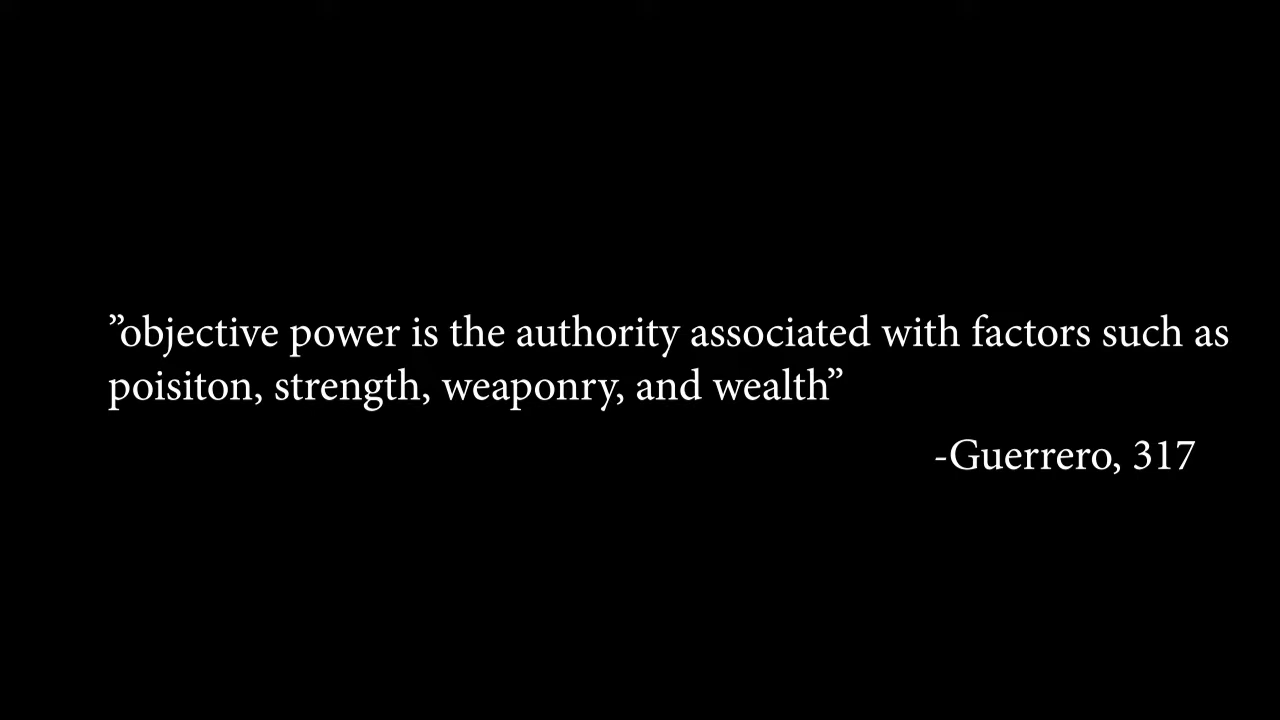 ”objective power is the authority associated with factors such as
poisiton, strength, weaponry, and wealth”
-Guerrero, 317